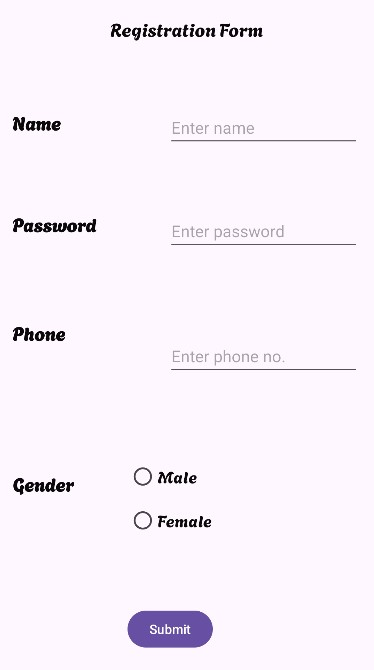 Registration Form
Name
Enter name
Password
Enter password
Phone
Enter phone no.
Gender
Male
Female
Submit